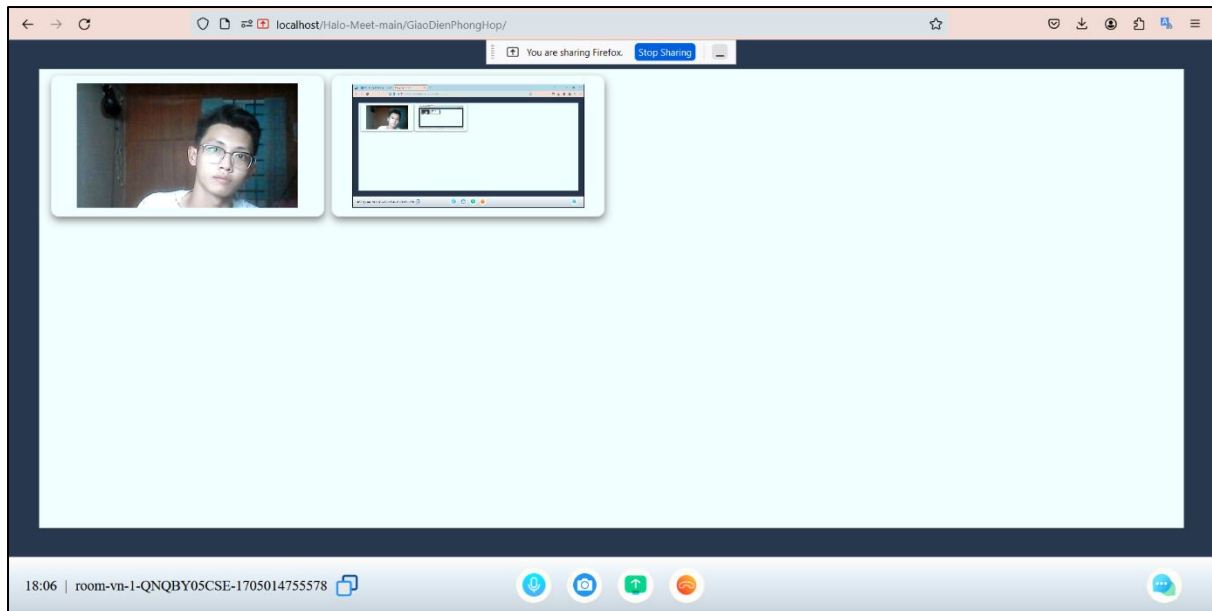 localhost/Halo-Meet-main/GiaoDienPhongHop/
You are sharing Firefox. Stop Sharing
18:06 | room-vn-1-QNQBY05CSE-1705014755578